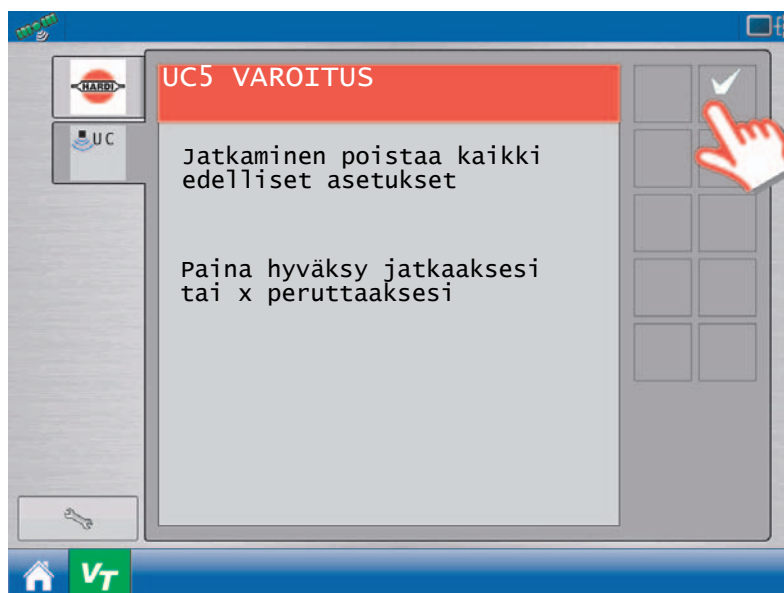 UC5 VAROITUS
HARDI
UC
Jatkaminen poistaa kaikki
edelliset asetukset
Paina hyväksy jatkaaksesi
tai x peruttaaksesi
VT